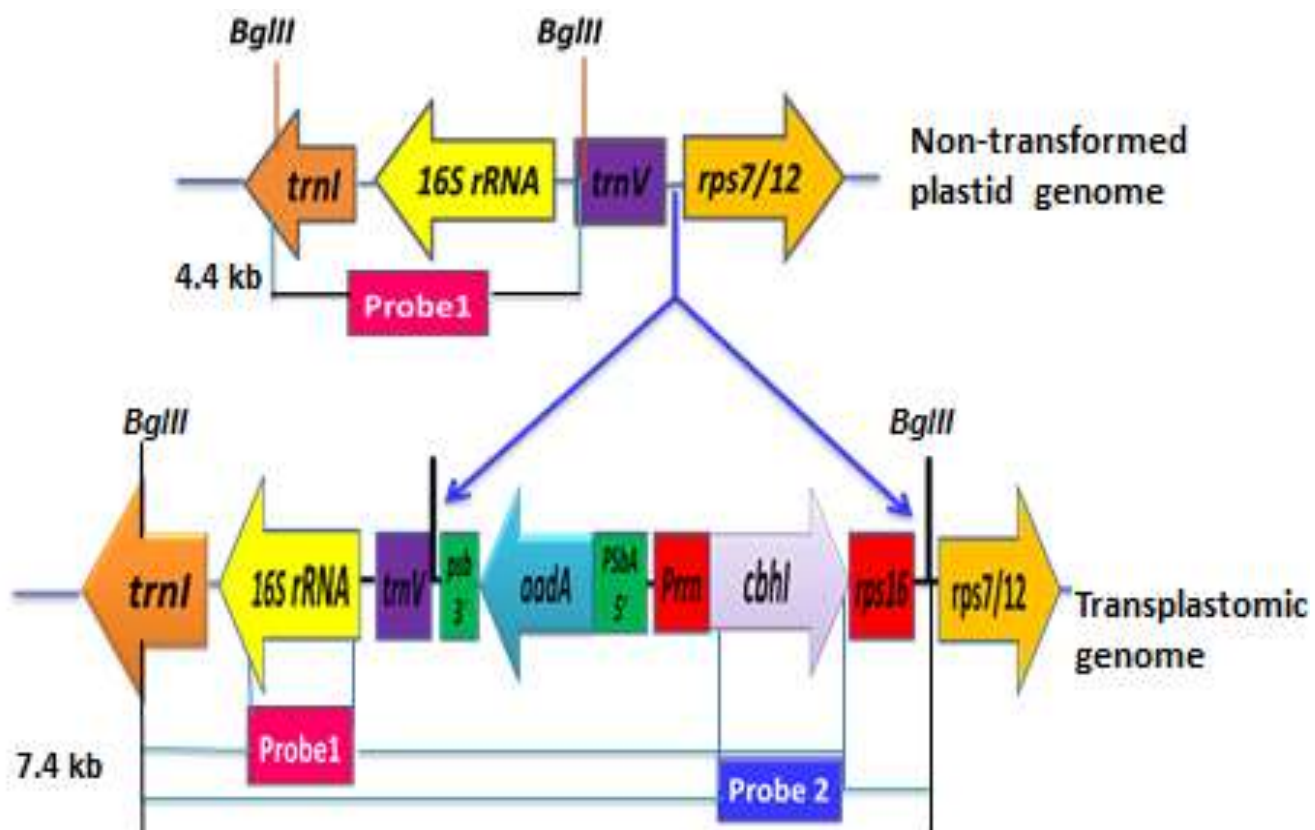 BglII BglII
trnI 16S rRNA trnV rps7/12
Non-transformed
plastid genome
4.4 kb
Probe1
BglII BglII
trnI 16S rRNA trnV psb 3' aadA PSbA 5' Prrn cbhI rps16 rps7/12
Transplastomic
genome
Probe1
7.4 kb
Probe 2